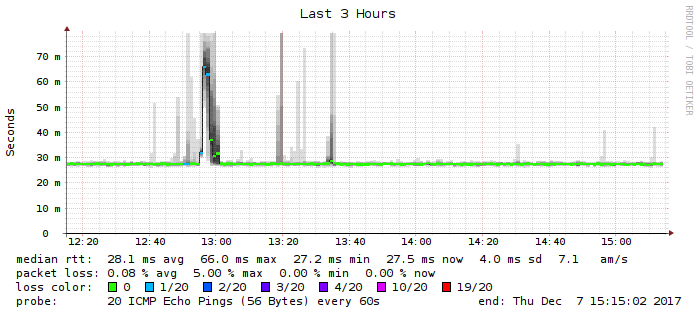 Last 3 Hours
RRDTOOL / TOBI OETIKER
Seconds
70 m
60 m
50 m
40 m
30 m
20 m
10 m
0
12:20 12:40 13:00 13:20 13:40 14:00 14:20 14:40 15:00
median rtt: 28.1 ms avg 66.0 ms max 27.2 ms min 27.5 ms now 4.0 ms sd 7.1 am/s
packet loss: 0.08 % avg 5.00 % max 0.00 % min 0.00 % now
loss color: 0 1/20 2/20 3/20 4/20 10/20 19/20
probe: 20 ICMP Echo Pings (56 Bytes) every 60s end: Thu Dec 7 15:15:02 2017